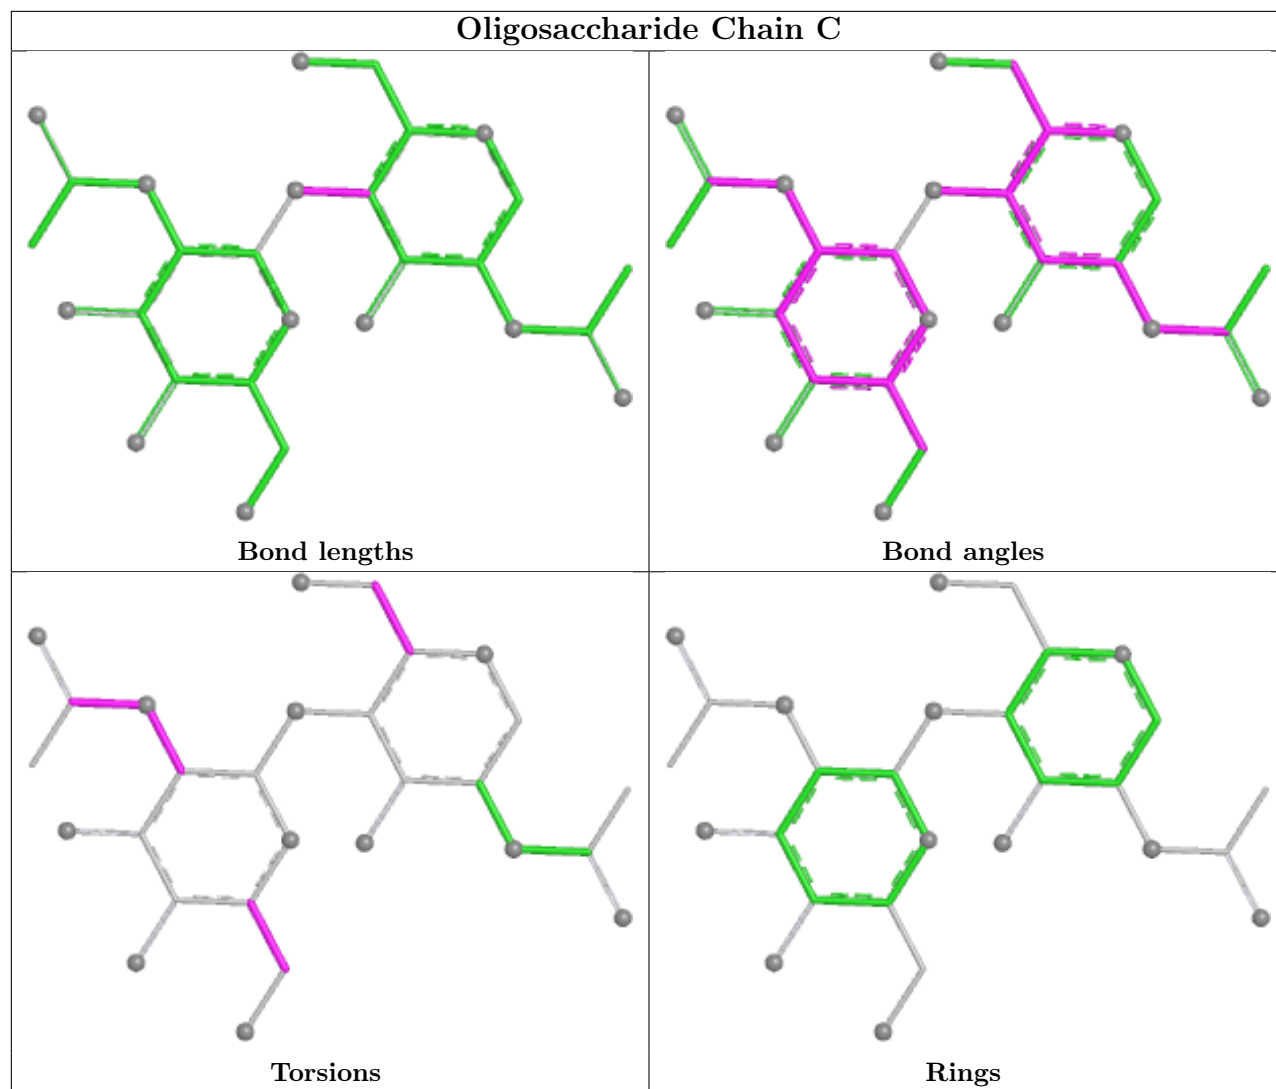 Oligosaccharide Chain C
Bond lengths
Bond angles
Torsions
Rings